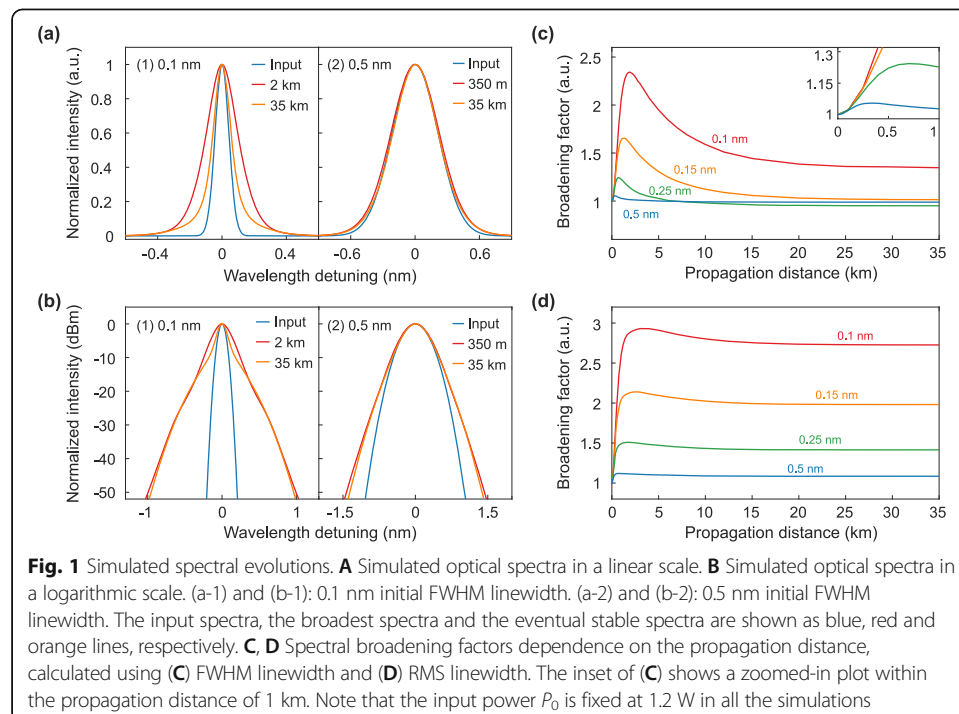 (a)
(1) 0.1 nm
Input
2 km
35 km
(2) 0.5 nm
Input
350 m
35 km
Normalized intensity (a.u.)
1
0.8
0.6
0.4
0.2
0
-0.4
0
0.4
-0.6
0
0.6
Wavelength detuning (nm)
(c)
Broadening factor (a.u.)
2.5
2
1.5
1
0.1 nm
0.15 nm
0.25 nm
0.5 nm
1.3
1.15
1
0
0.5
1
0
5
10
15
20
25
30
35
Propagation distance (km)
(b)
(1) 0.1 nm
Input
2 km
35 km
(2) 0.5 nm
Input
350 m
35 km
Normalized intensity (dBm)
0
-10
-20
-30
-40
-50
-1
0
1
-1.5
0
1.5
Wavelength detuning (nm)
(d)
Broadening factor (a.u.)
3
2.5
2
1.5
1
0.1 nm
0.15 nm
0.25 nm
0.5 nm
0
5
10
15
20
25
30
35
Propagation distance (km)
Fig. 1 Simulated spectral evolutions. A Simulated optical spectra in a linear scale. B Simulated optical spectra in
a logarithmic scale. (a-1) and (b-1): 0.1 nm initial FWHM linewidth. (a-2) and (b-2): 0.5 nm initial FWHM
linewidth. The input spectra, the broadest spectra and the eventual stable spectra are shown as blue, red and
orange lines, respectively. C, D Spectral broadening factors dependence on the propagation distance,
calculated using (C) FWHM linewidth and (D) RMS linewidth. The inset of (C) shows a zoomed-in plot within
the propagation distance of 1 km. Note that the input power P₀ is fixed at 1.2 W in all the simulations